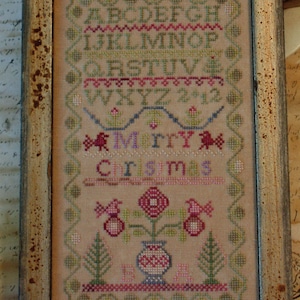 ABCDEFGH
IJKLMNOP
QRSTUV
WXYZ 2012
Merry
Christmas
B A